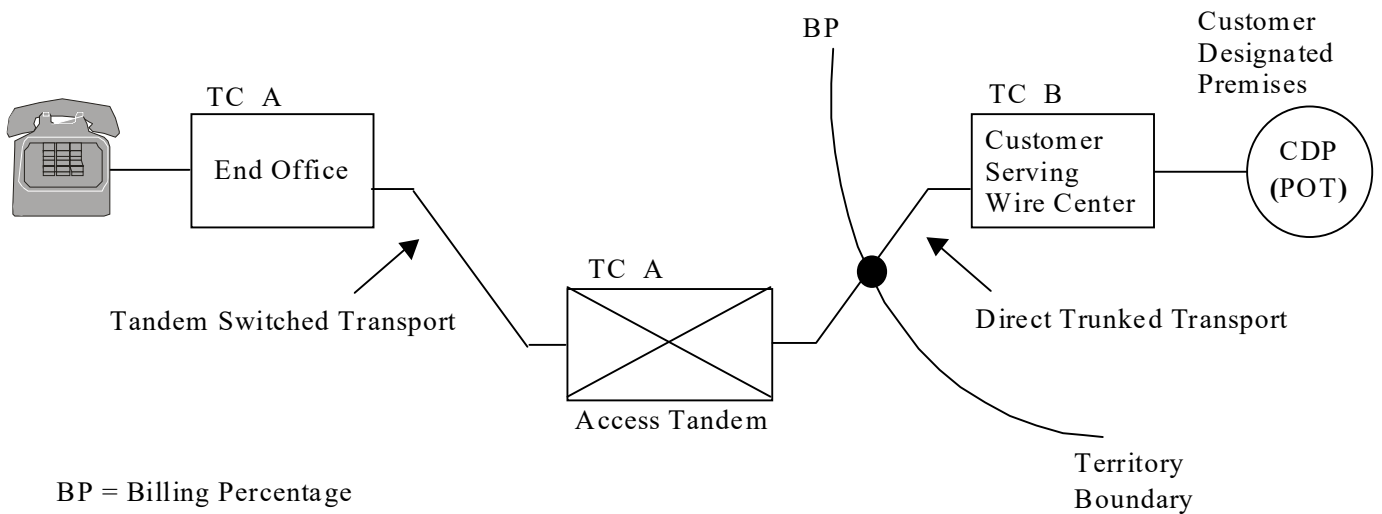 BP
Customer
Designated
Premises
TC A
TC B
End Office
Customer
Serving
Wire Center
CDP
(POT)
TC A
Tandem Switched Transport
Direct Trunked Transport
Access Tandem
Territory
Boundary
BP = Billing Percentage